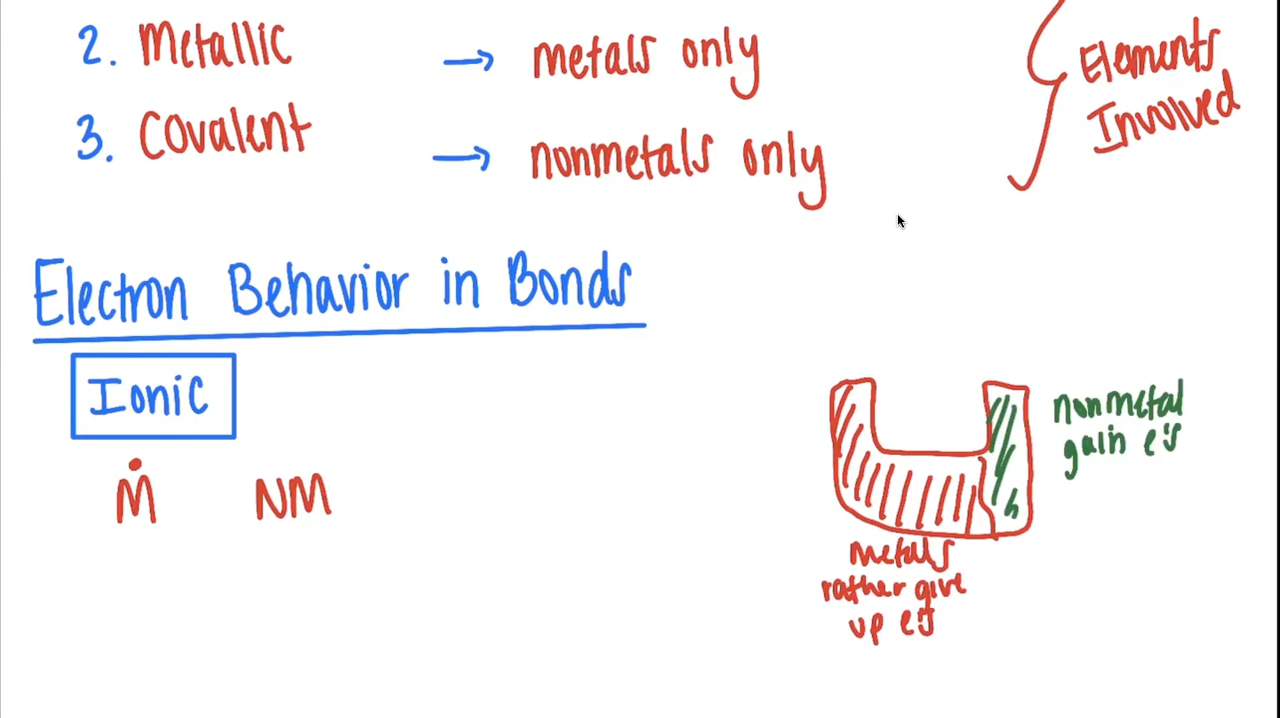 2. Metallic → metals only
3. Covalent → nonmetals only
Elements
Involved
Electron Behavior in Bonds
Ionic
M NM
nonmetal
gain e's
metals
rather give
up e's